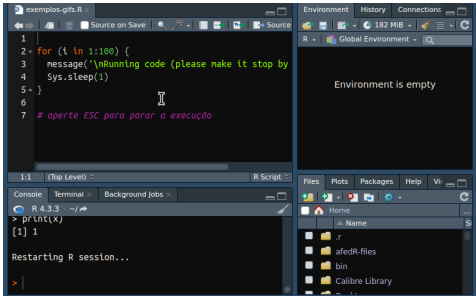 exemplos-gifs.R
Source on Save
Source
1
2 for (i in 1:100) {
3 message('\nRunning code (please make it stop by
4 Sys.sleep(1)
5 }
6
7 # aperte ESC para parar a execução
1:1 (Top Level) R Script
Console Terminal Background Jobs
R 4.3.3 · ~/
> print(x)
[1] 1
Restarting R session...
>
Environment History Connections
182 MiB
R Global Environment
Environment is empty
Files Plots Packages Help
Home
Name
.r
afedR-files
bin
Calibre Library